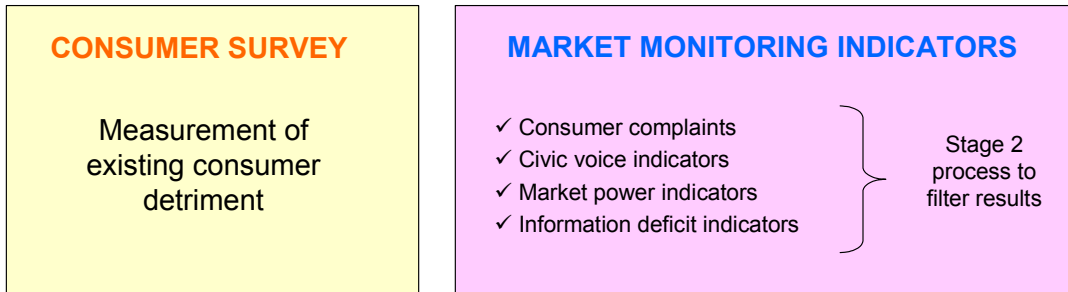 CONSUMER SURVEY
Measurement of
existing consumer
detriment
MARKET MONITORING INDICATORS
✓ Consumer complaints
✓ Civic voice indicators
✓ Market power indicators
✓ Information deficit indicators
Stage 2
process to
filter results